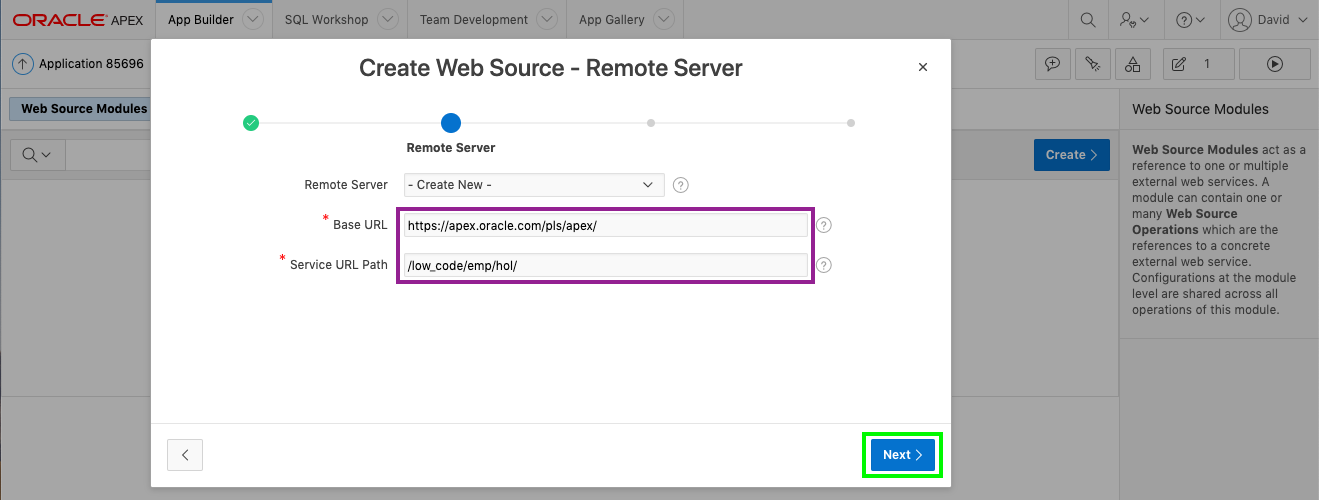 ORACLE APEX
App Builder
SQL Workshop
Team Development
App Gallery
David
Application 85696
1
Web Source Modules
Create
Create Web Source - Remote Server
Remote Server
Remote Server
- Create New -
* Base URL
https://apex.oracle.com/pls/apex/
* Service URL Path
/low_code/emp/hol/
Next
Web Source Modules
Web Source Modules act as a
reference to one or multiple
external web services. A
module can contain one or
many Web Source
Operations which are the
references to a concrete
external web service.
Configurations at the module
level are shared across all
operations of this module.